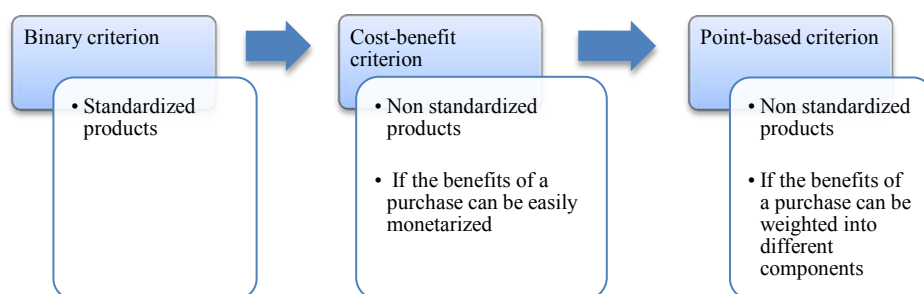 Binary criterion
• Standardized
products
Cost-benefit
criterion
• Non standardized
products
• If the benefits of a
purchase can be easily
monetarized
Point-based criterion
• Non standardized
products
• If the benefits of
a purchase can be
weighted into
different
components